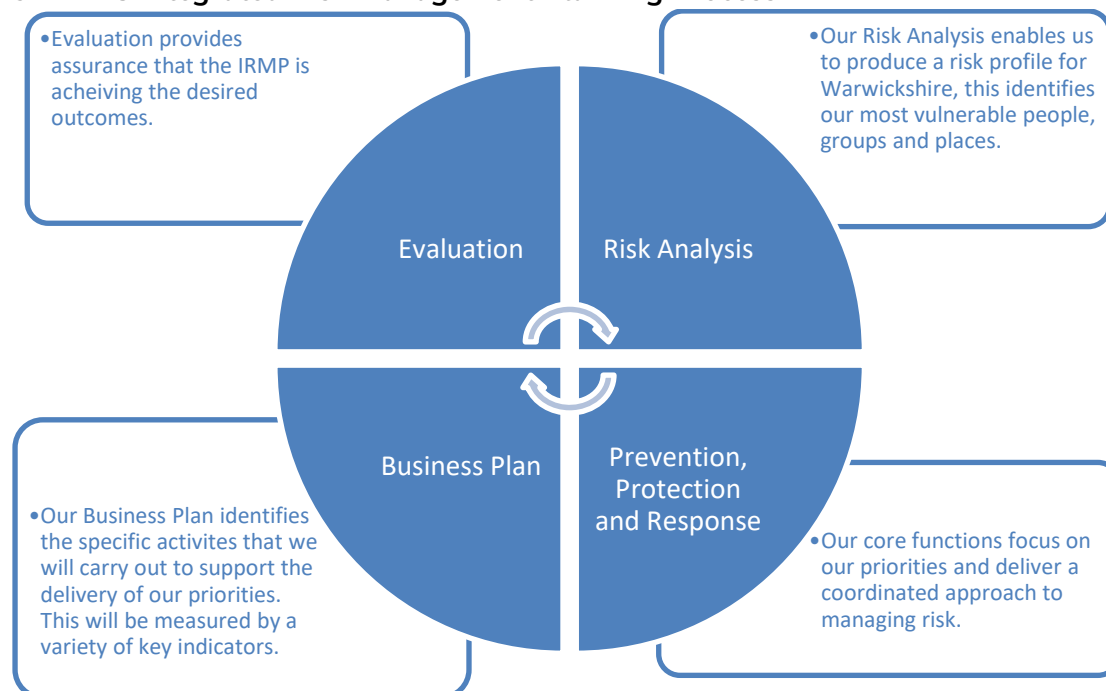 •Evaluation provides
assurance that the IRMP is
acheiving the desired
outcomes.
•Our Risk Analysis enables us
to produce a risk profile for
Warwickshire, this identifies
our most vulnerable people,
groups and places.
Evaluation
Risk Analysis
Business Plan
Prevention,
Protection
and Response
•Our Business Plan identifies
the specific activites that we
will carry out to support the
delivery of our priorities.
This will be measured by a
variety of key indicators.
•Our core functions focus on
our priorities and deliver a
coordinated approach to
managing risk.